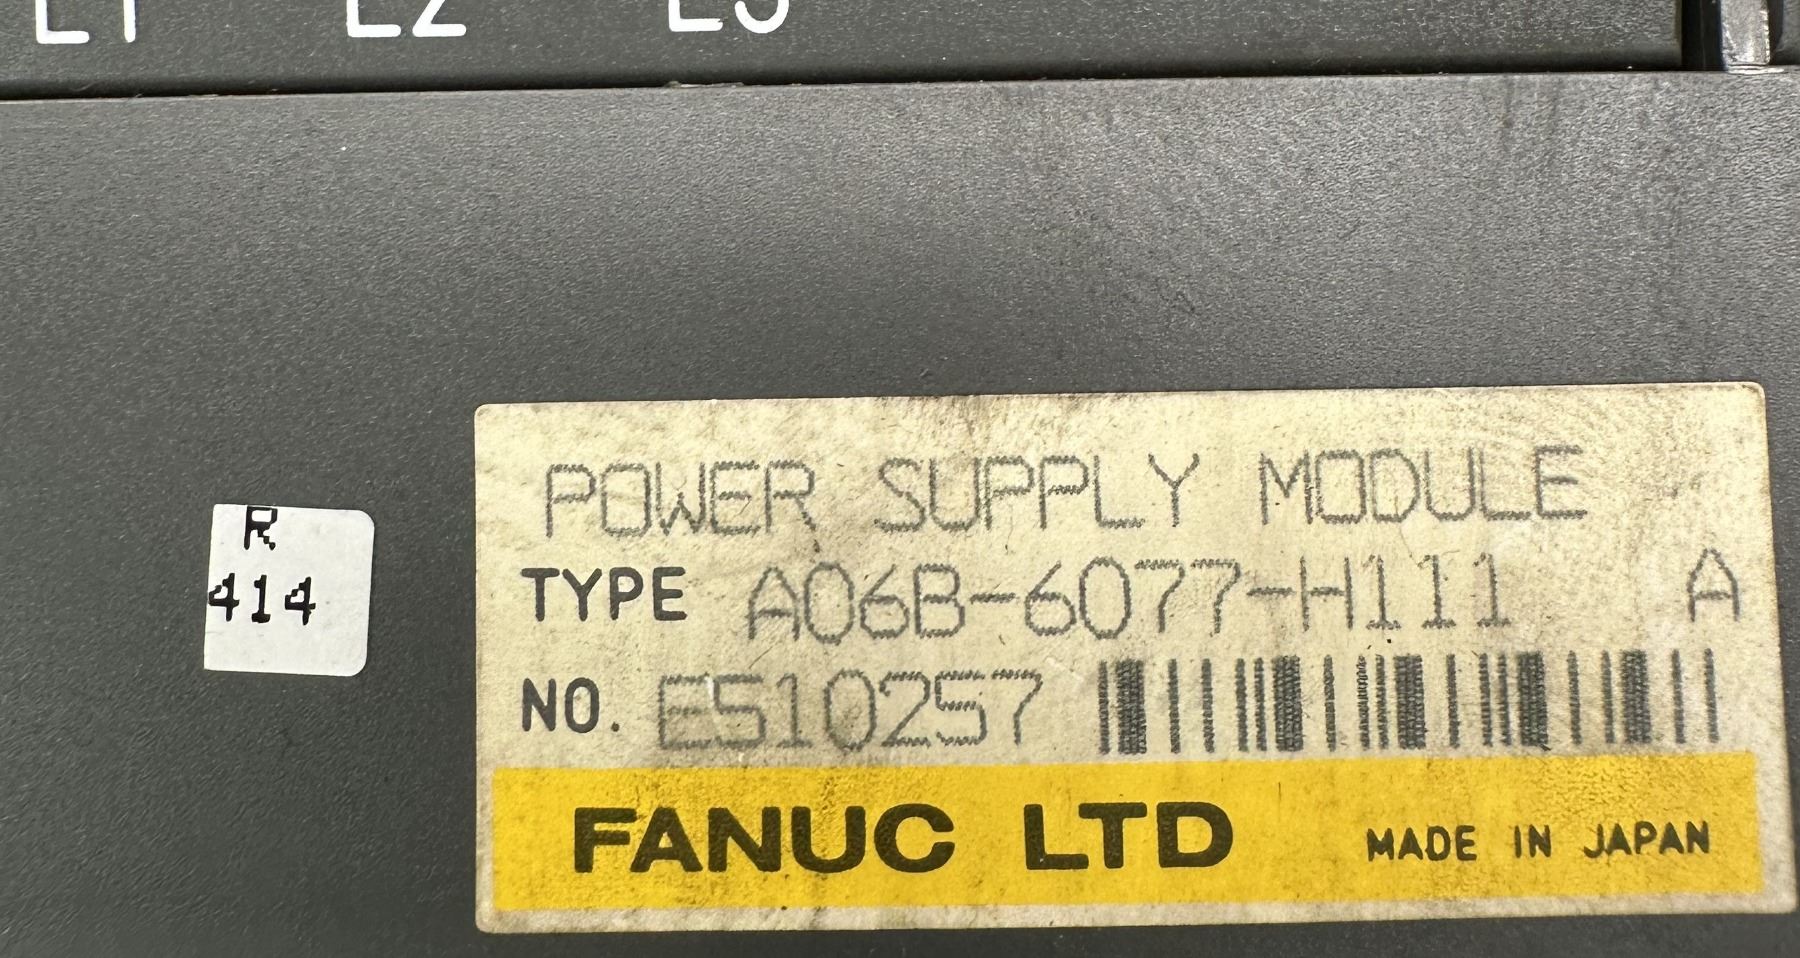 L1 L2 L3
POWER SUPPLY MODULE
TYPE A06B-6077-H111 A
R
414
NO. E510257
FANUC LTD MADE IN JAPAN